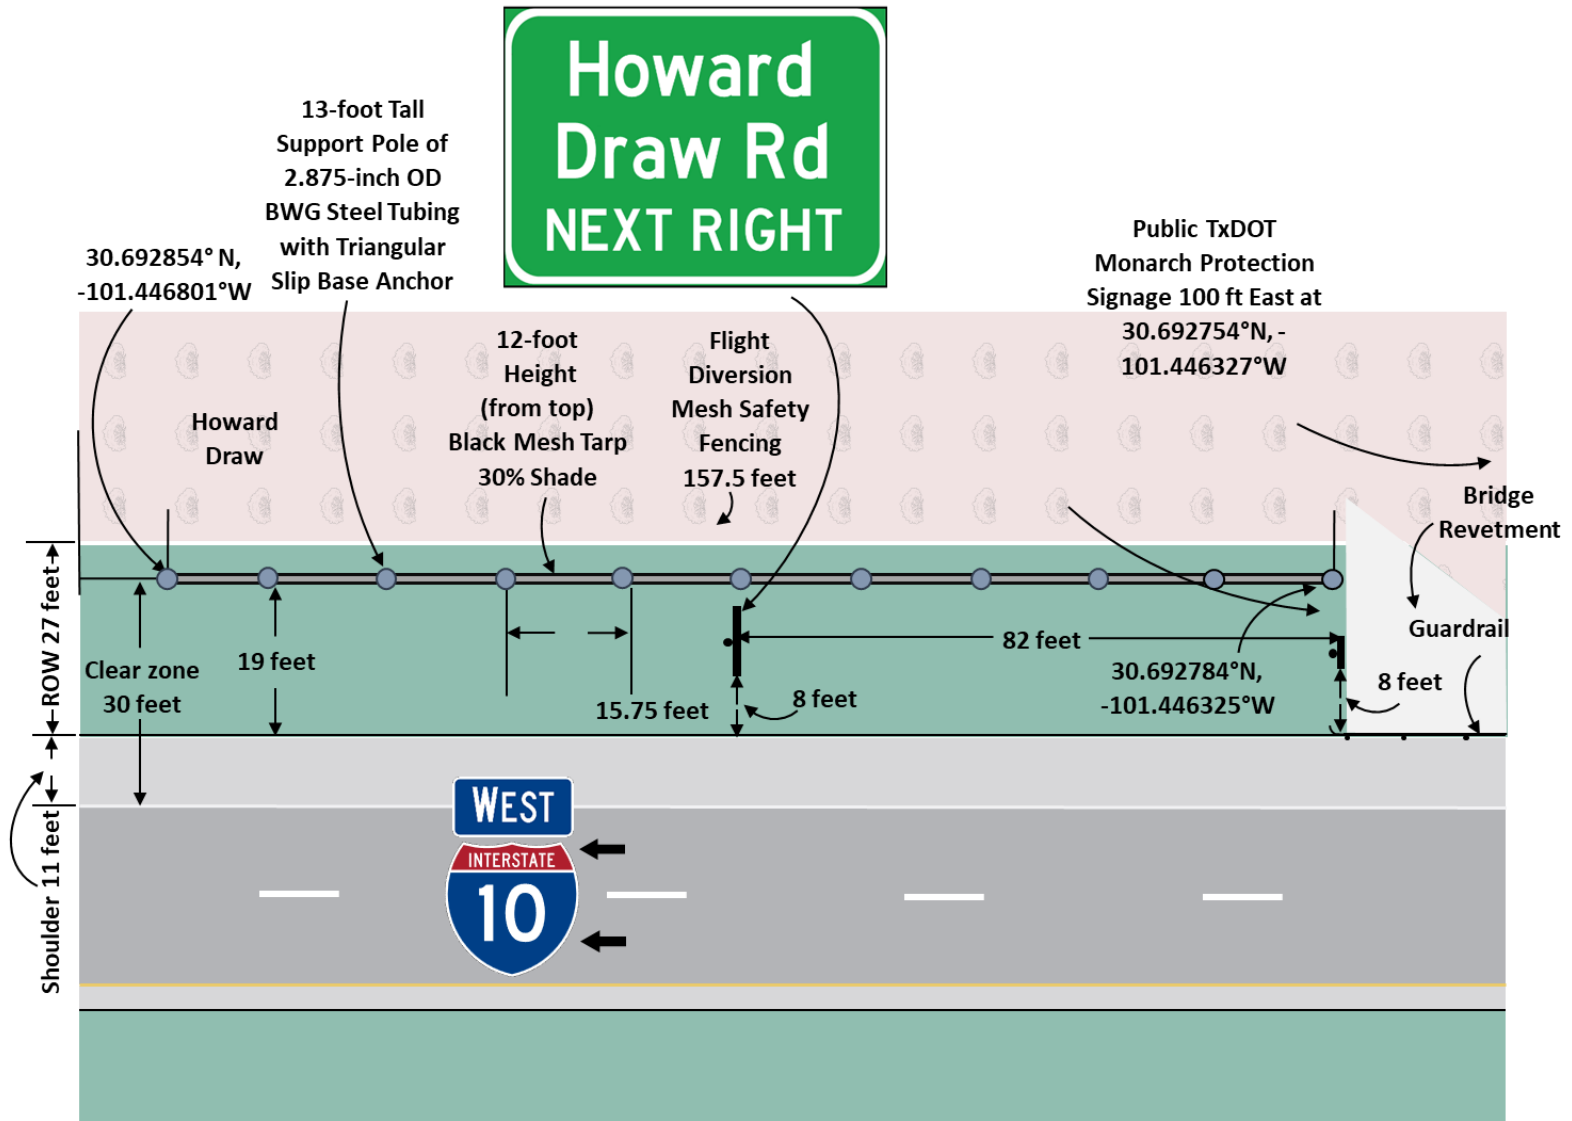 Howard
Draw Rd
NEXT RIGHT
13-foot Tall
Support Pole of
2.875-inch OD
BWG Steel Tubing
with Triangular
Slip Base Anchor
30.692854° N,
-101.446801°W
Public TxDOT
Monarch Protection
Signage 100 ft East at
30.692754°N, -
101.446327°W
12-foot
Height
(from top)
Black Mesh Tarp
30% Shade
Flight
Diversion
Mesh Safety
Fencing
157.5 feet
Howard
Draw
Bridge
Revetment
Guardrail
ROW 27 feet
Clear zone
30 feet
19 feet
15.75 feet
8 feet
82 feet
30.692784°N,
-101.446325°W
8 feet
Shoulder 11 feet
WEST
INTERSTATE
10